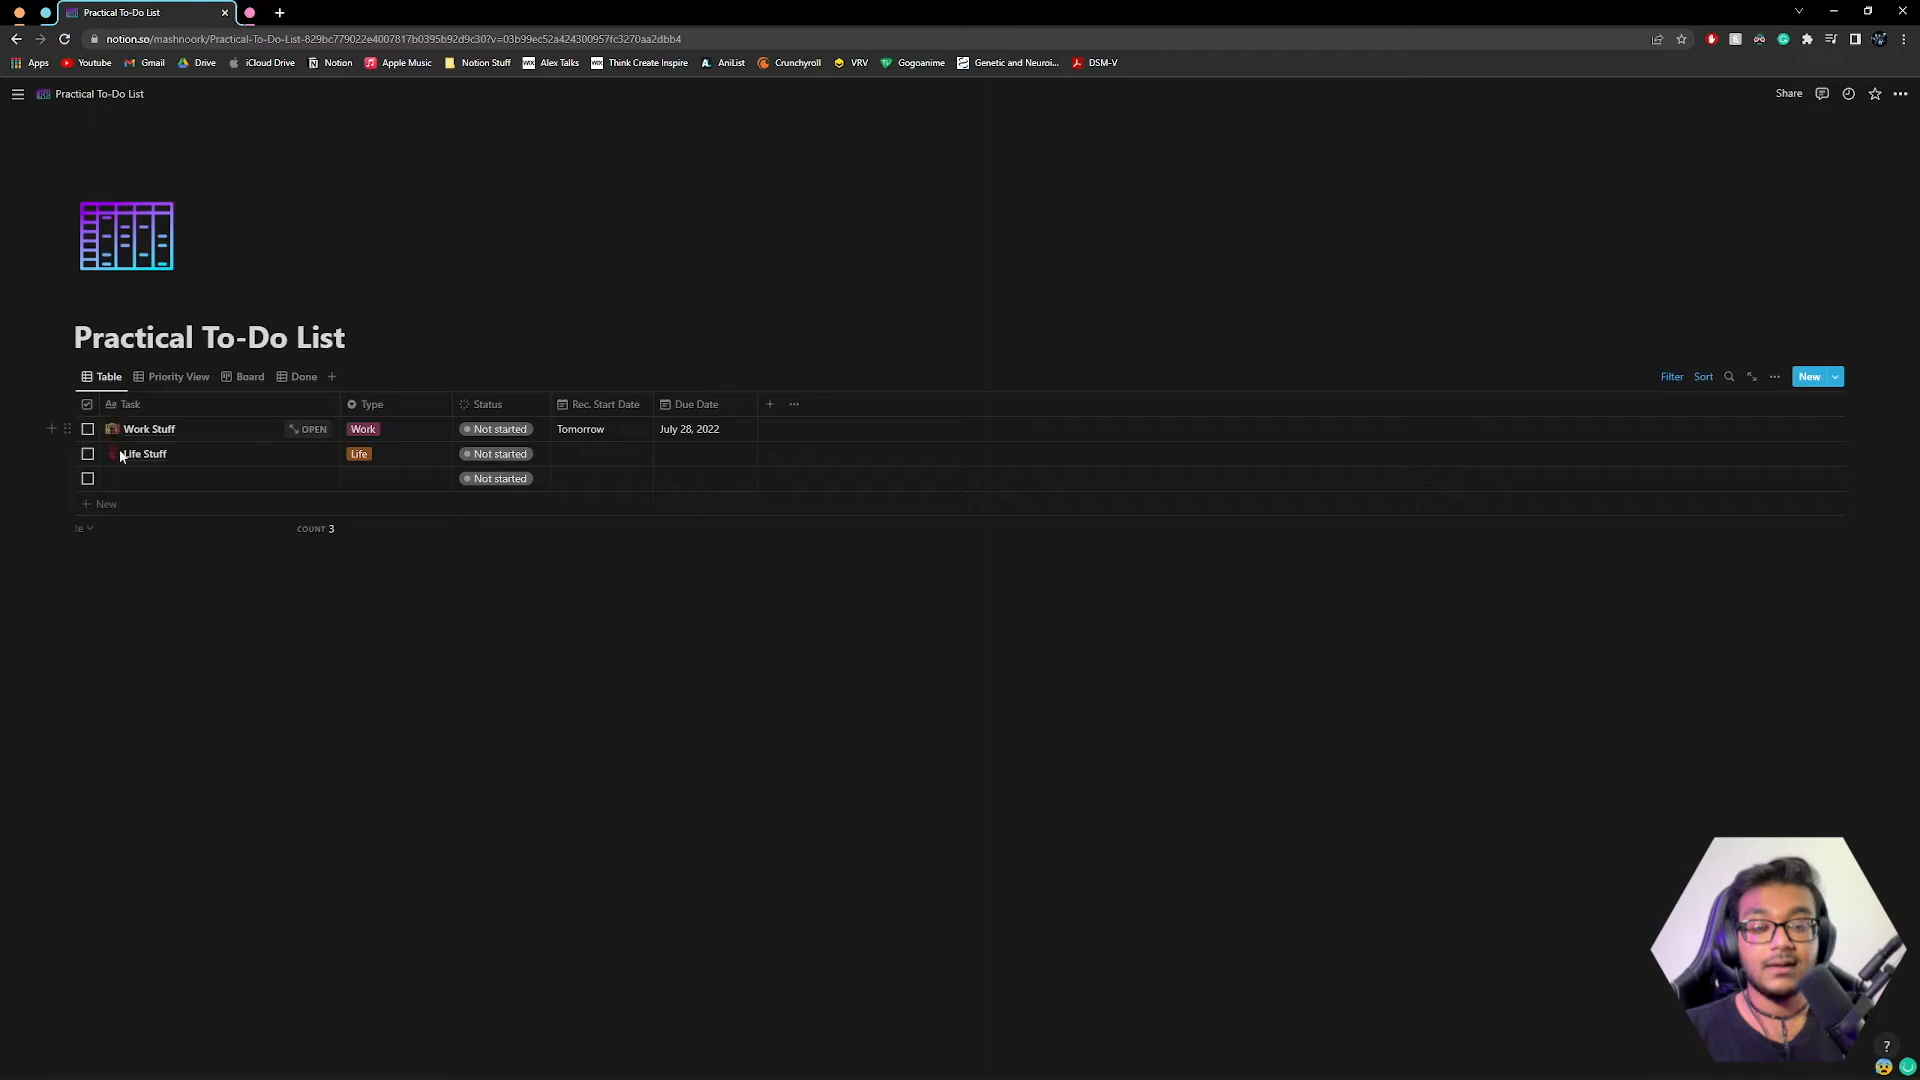 Practical To-Do List
notion.so/mashnoork/Practical-To-Do-List-829bc779022e4007817b0395b92d9c30?v=03b99ec52a424300957fc3270aa2dbb4
Apps Youtube Gmail Drive iCloud Drive Notion Apple Music Notion Stuff Alex Talks Think Create Inspire AniList Crunchyroll VRV Gogoanime Genetic and Neuroi... DSM-V
Practical To-Do List Share
Practical To-Do List
Table Priority View Board Done Filter Sort New
Aa Task Type Status Rec. Start Date Due Date
Work Stuff OPEN Work Not started Tomorrow July 28, 2022
Life Stuff Life Not started
Not started
+ New
te COUNT 3
?